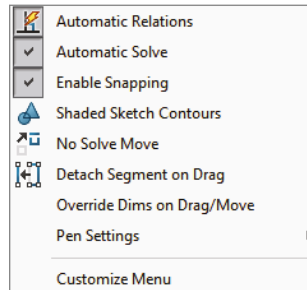 Automatic Relations
Automatic Solve
Enable Snapping
Shaded Sketch Contours
No Solve Move
Detach Segment on Drag
Override Dims on Drag/Move
Pen Settings
Customize Menu